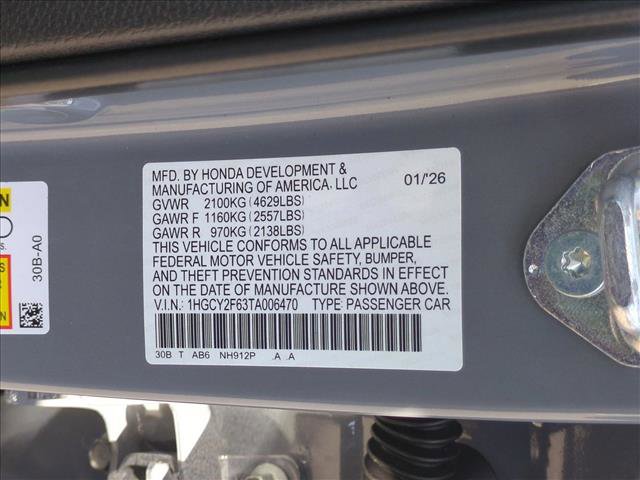 MFD. BY HONDA DEVELOPMENT &
MANUFACTURING OF AMERICA, LLC 01/'26
GVWR 2100KG (4629LBS)
GAWR F 1160KG (2557LBS)
GAWR R 970KG (2138LBS)
THIS VEHICLE CONFORMS TO ALL APPLICABLE
FEDERAL MOTOR VEHICLE SAFETY, BUMPER,
AND THEFT PREVENTION STANDARDS IN EFFECT
ON THE DATE OF MANUFACTURE SHOWN ABOVE.
V.I.N.: 1HGCY2F63TA006470 TYPE: PASSENGER CAR
30B T AB6 NH912P .A .A
30B-A0